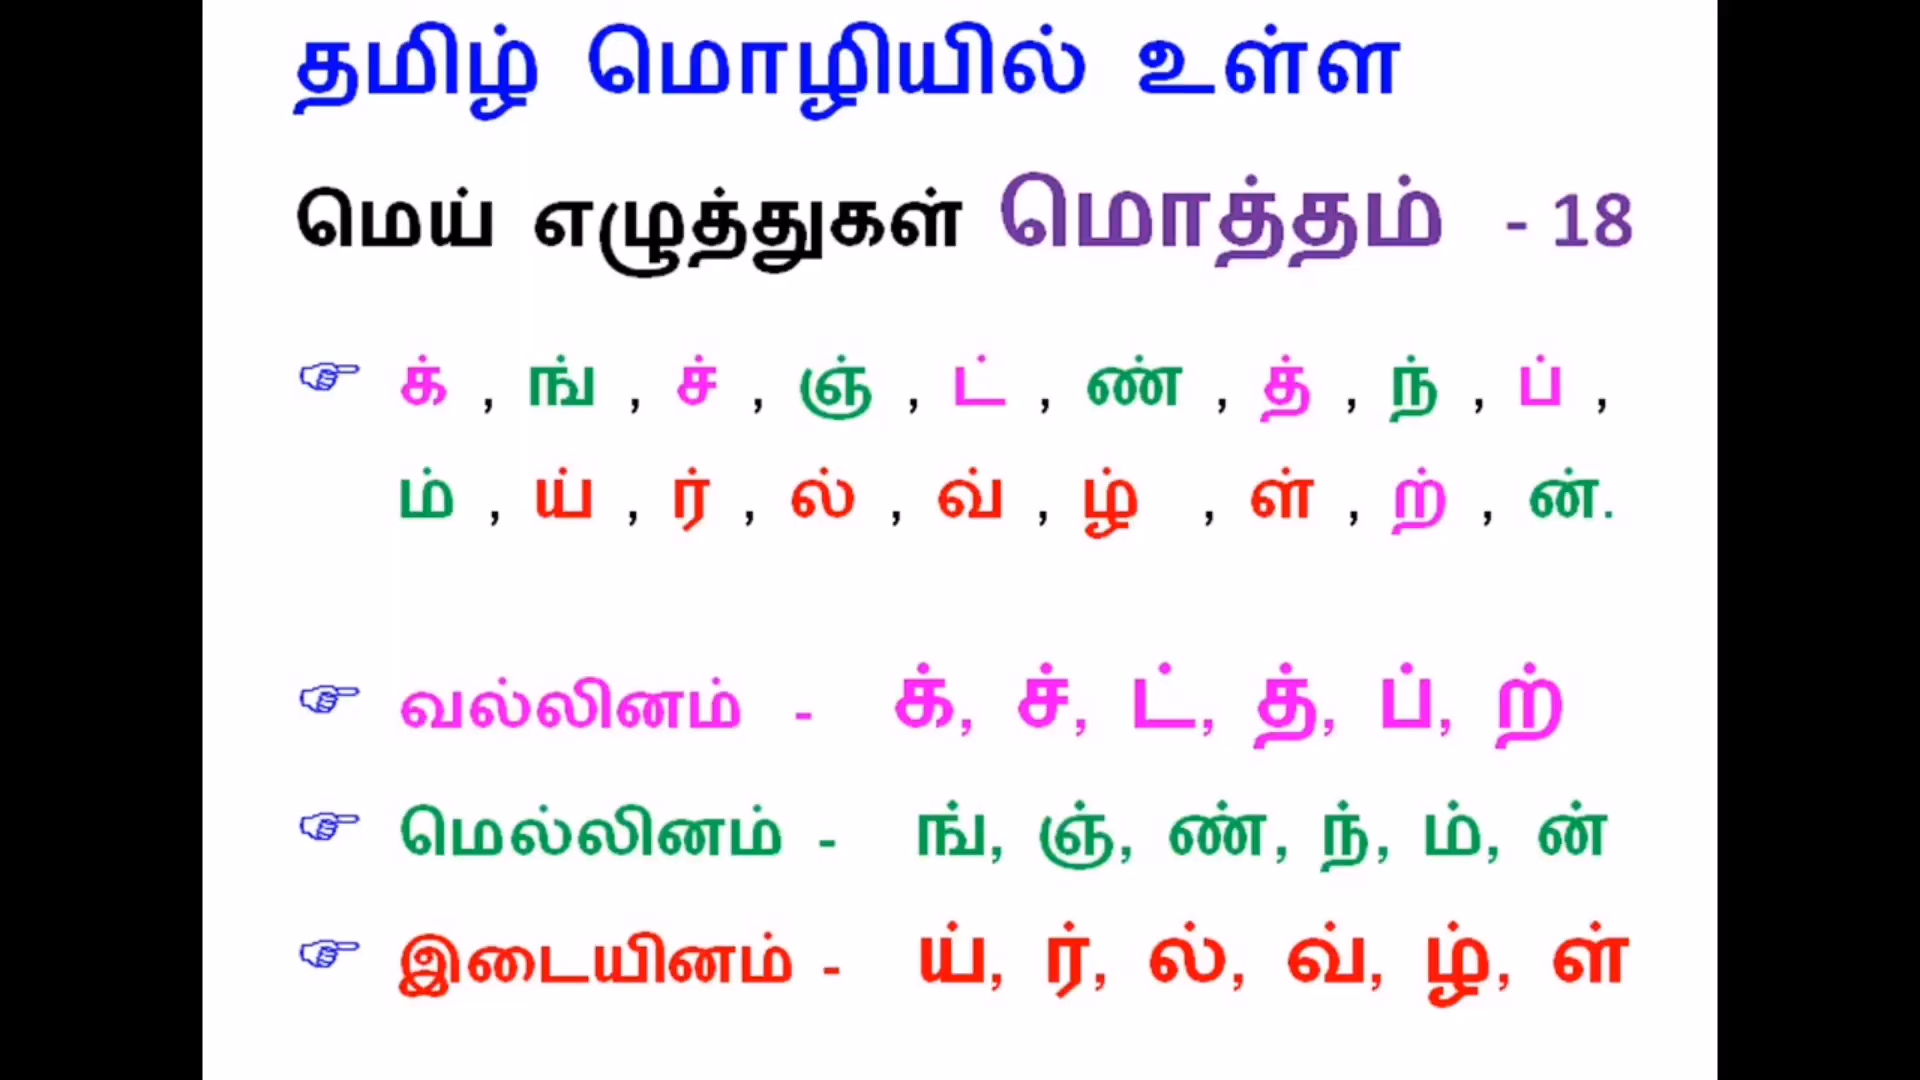 தமிழ் மொழியில் உள்ள
மெய் எழுத்துகள் மொத்தம் - 18
☞ க் , ங் , ச் , ஞ் , ட் , ண் , த் , ந் , ப் ,
ம் , ய் , ர் , ல் , வ் , ழ் , ள் , ற் , ன்.
☞ வல்லினம் - க், ச், ட், த், ப், ற்
☞ மெல்லினம் - ங், ஞ், ண், ந், ம், ன்
☞ இடையினம் - ய், ர், ல், வ், ழ், ள்